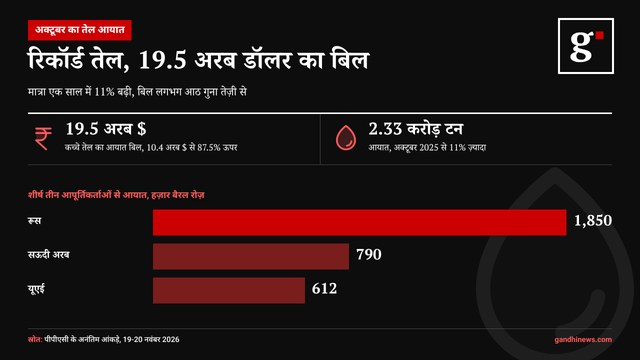 अक्टूबर का तेल आयात
रिकॉर्ड तेल, 19.5 अरब डॉलर का बिल
g
मात्रा एक साल में 11% बढ़ी, बिल लगभग आठ गुना तेज़ी से
₹
19.5 अरब $
कच्चे तेल का आयात बिल, 10.4 अरब $ से 87.5% ऊपर
2.33 करोड़ टन
आयात, अक्टूबर 2025 से 11% ज़्यादा
शीर्ष तीन आपूर्तिकर्ताओं से आयात, हज़ार बैरल रोज़
रूस 1,850
सऊदी अरब 790
यूएई 612
स्रोत: पीपीएसी के अनंतिम आंकड़े, 19-20 नवंबर 2026
gandhinews.com